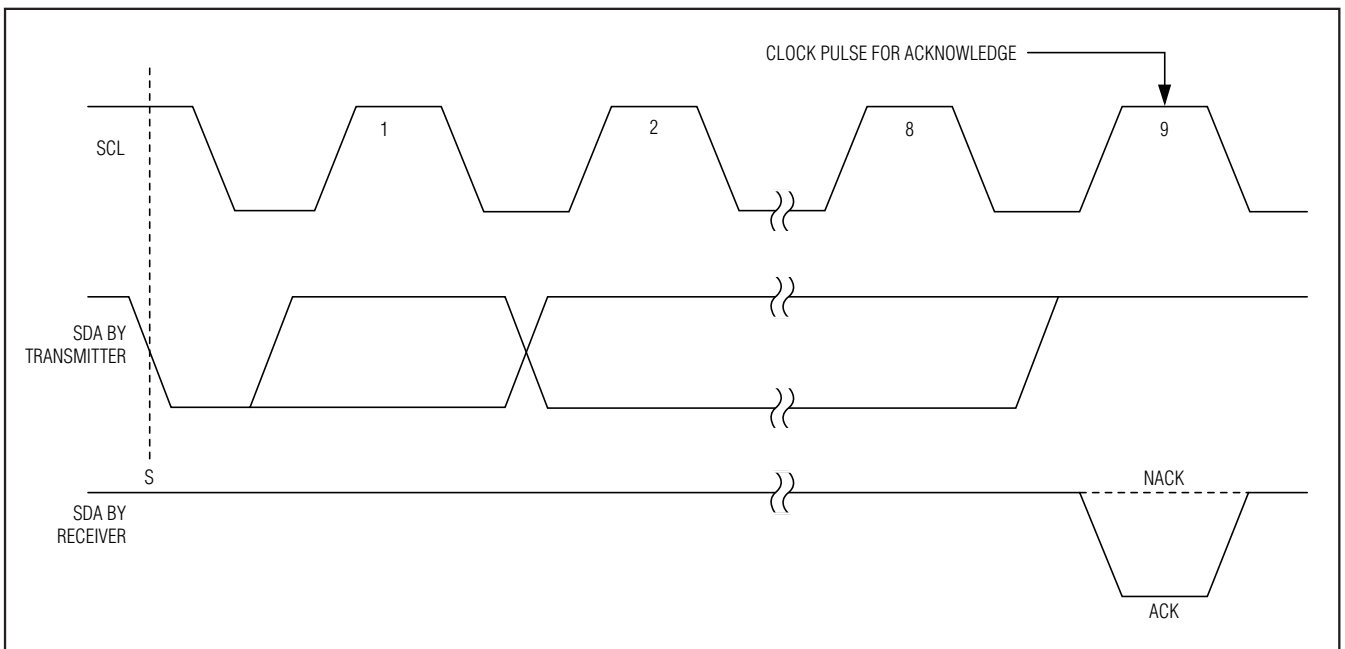 CLOCK PULSE FOR ACKNOWLEDGE
SCL
1
2
8
9
SDA BY
TRANSMITTER
S
NACK
SDA BY
RECEIVER
ACK